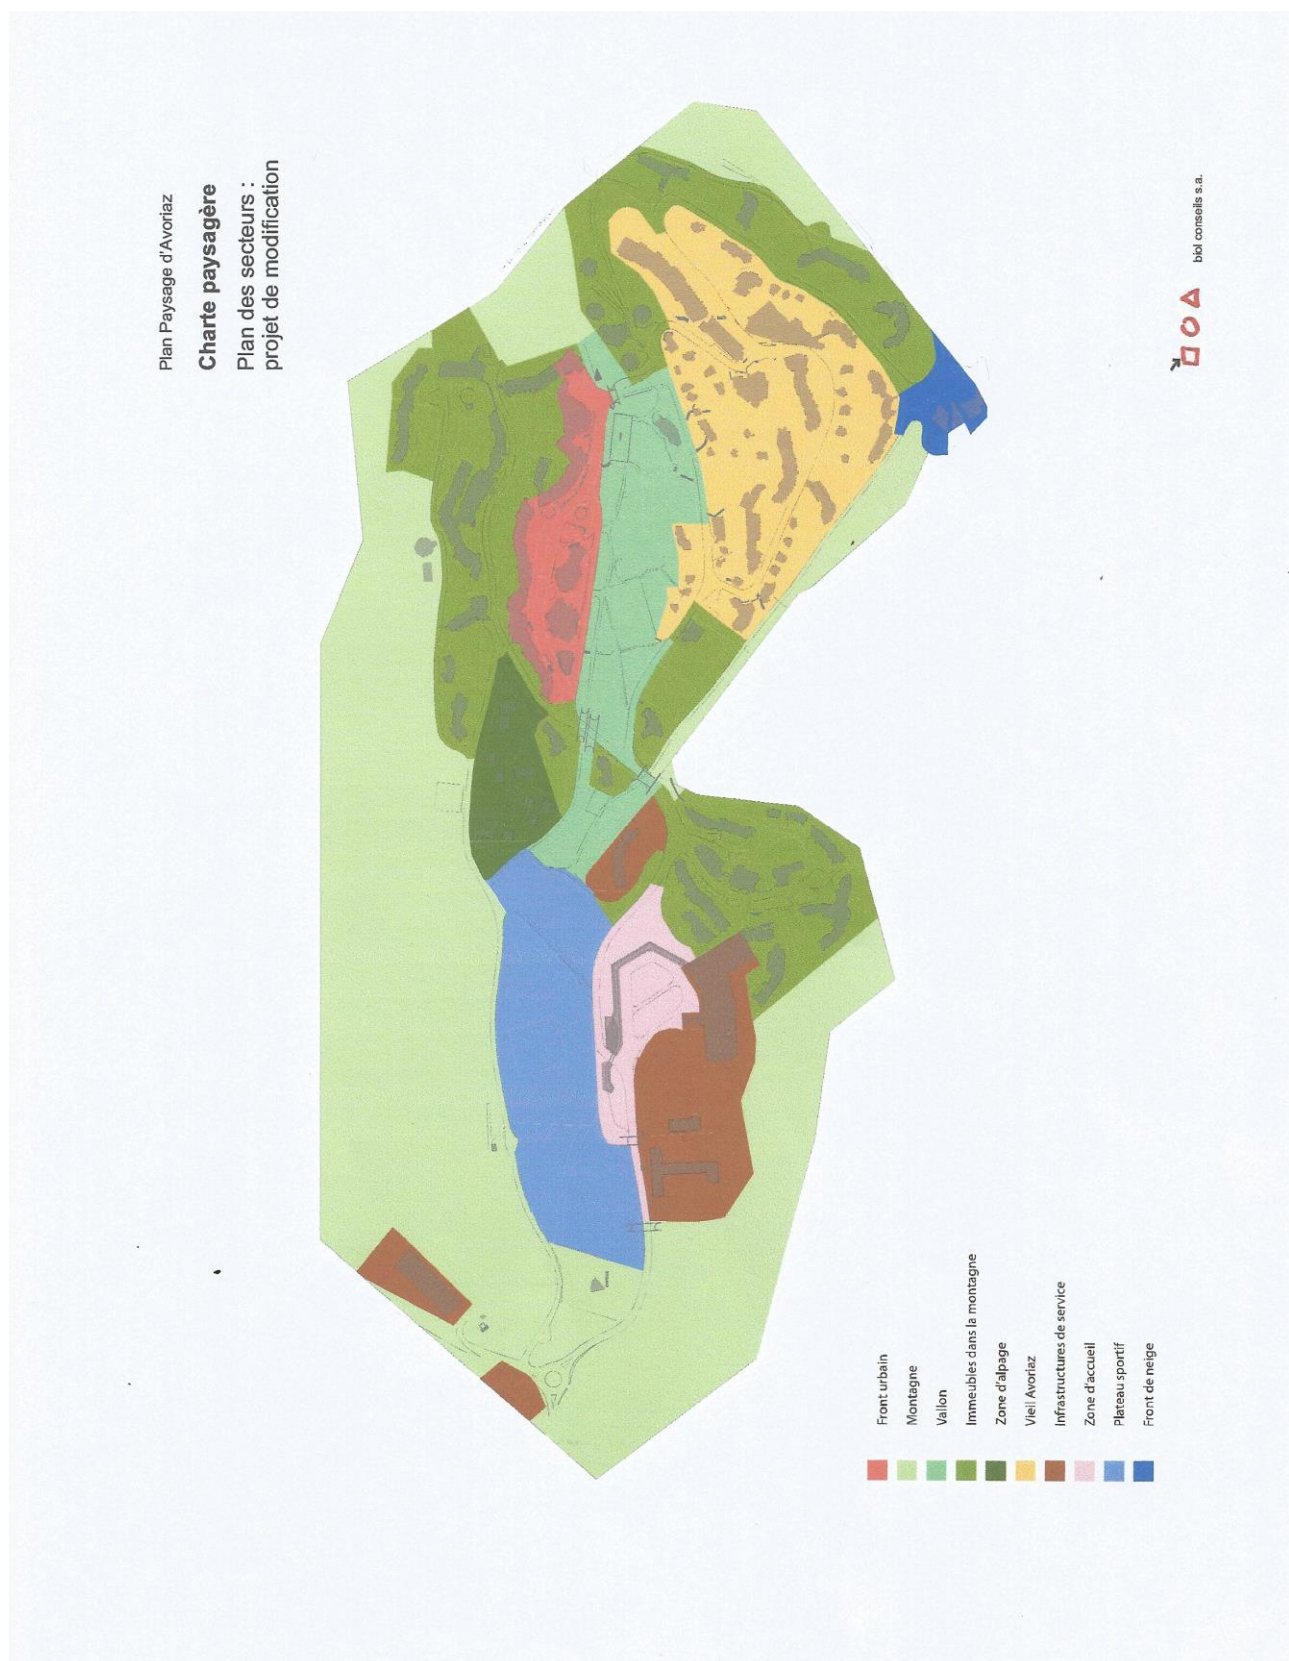 Plan Paysage d'Avoriaz
Charte paysagère
Plan des secteurs :
projet de modification
Front urbain
Montagne
Vallon
Immeubles dans la montagne
Zone d'alpage
Vieil Avoriaz
Infrastructures de service
Zone d'accueil
Plateau sportif
Front de neige
biol conseils s.a.